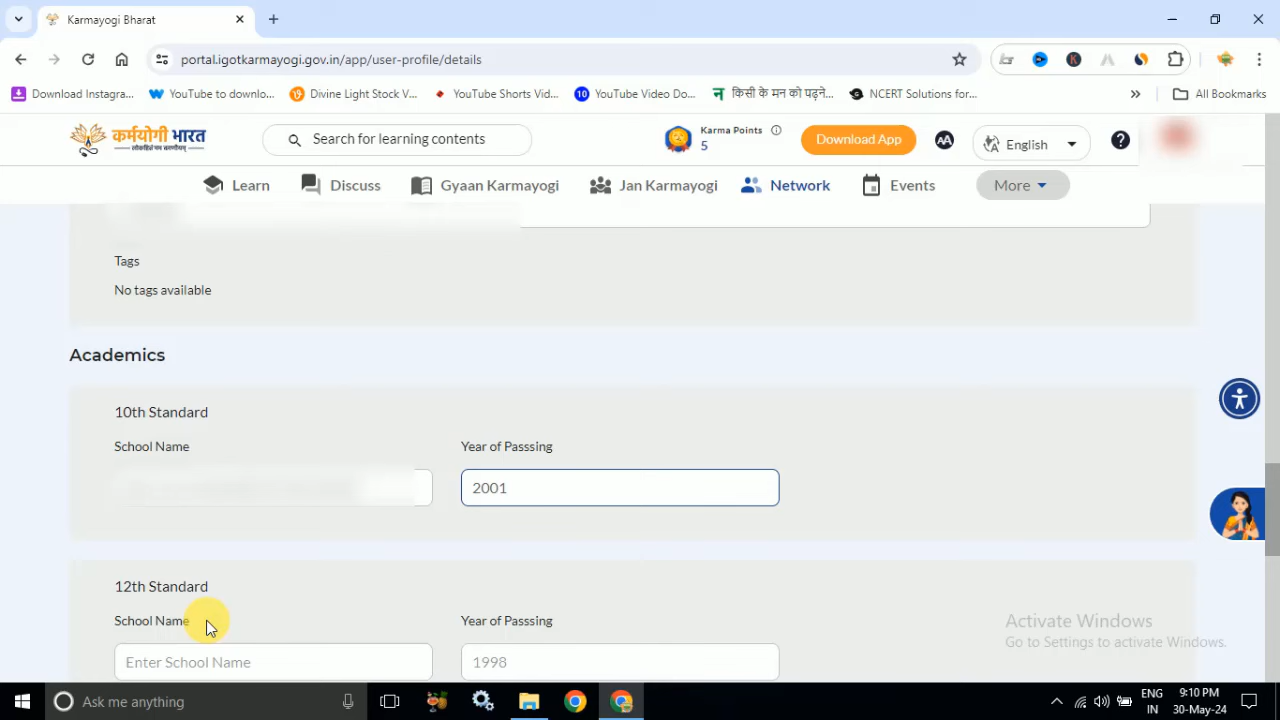 Karmayogi Bharat
portal.igotkarmayogi.gov.in/app/user-profile/details
Download Instagra...
YouTube to downlo...
Divine Light Stock V...
YouTube Shorts Vid...
10
YouTube Video Do...
न
किसी के मन को पढ़ने...
NCERT Solutions for...
All Bookmarks
कर्मयोगी भारत
Search for learning contents
Karma Points
5
Download App
AA
English
Learn
Discuss
Gyaan Karmayogi
Jan Karmayogi
Network
Events
More
Tags
No tags available
Academics
10th Standard
School Name
Year of Passsing
2001
12th Standard
School Name
Year of Passsing
Enter School Name
1998
Activate Windows
Go to Settings to activate Windows.
Ask me anything
ENG
IN
9:10 PM
30-May-24